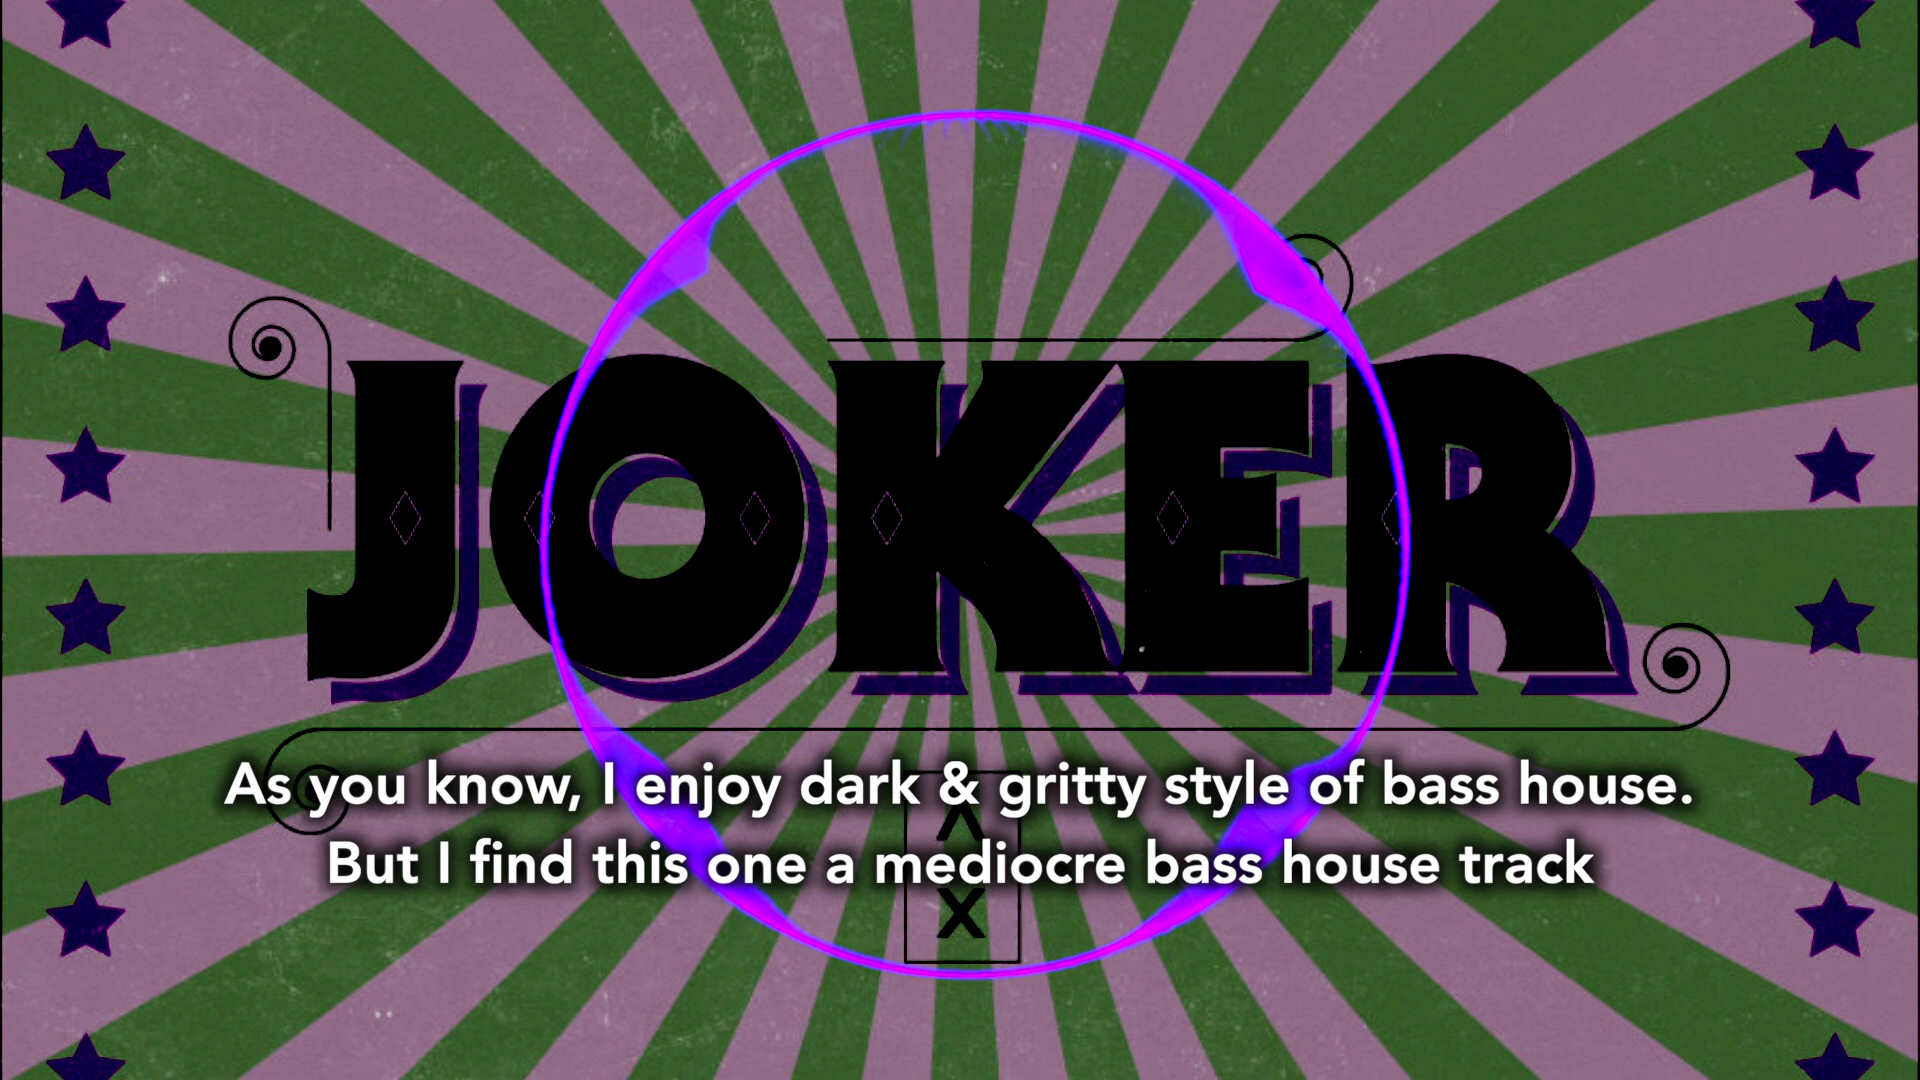 JOKER
As you know, I enjoy dark & gritty style of bass house.
But I find this one a mediocre bass house track
X